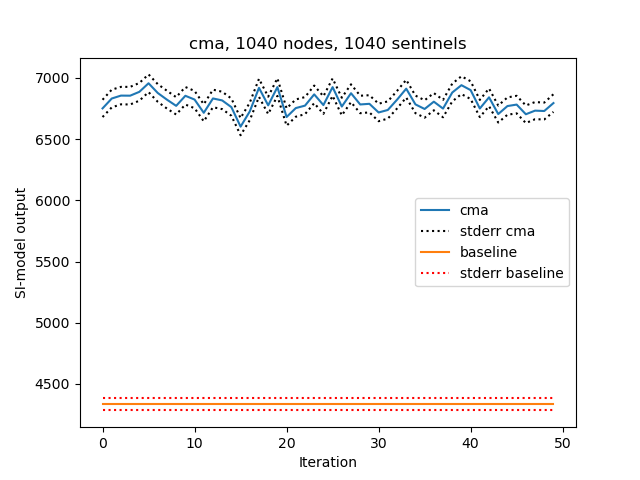 cma, 1040 nodes, 1040 sentinels
7000
6500
6000
5500
5000
4500
SI-model output
cma
stderr cma
baseline
stderr baseline
0
10
20
30
40
50
Iteration